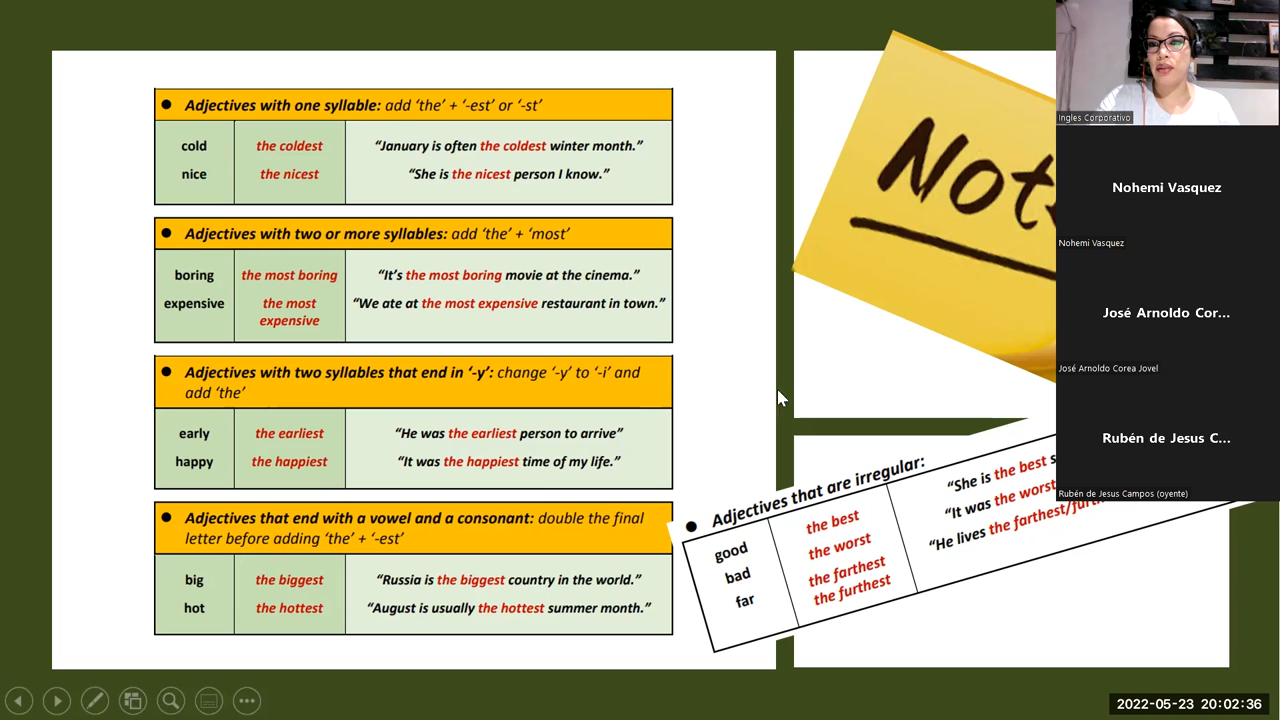 ● Adjectives with one syllable: add ‘the’ + ‘-est’ or ‘-st’
cold the coldest “January is often the coldest winter month.”
nice the nicest “She is the nicest person I know.”
● Adjectives with two or more syllables: add ‘the’ + ‘most’
boring the most boring “It’s the most boring movie at the cinema.”
expensive the most “We ate at the most expensive restaurant in town.”
expensive
● Adjectives with two syllables that end in ‘-y’: change ‘-y’ to ‘-i’ and
add ‘the’
early the earliest “He was the earliest person to arrive”
happy the happiest “It was the happiest time of my life.”
● Adjectives that end with a vowel and a consonant: double the final
letter before adding ‘the’ + ‘-est’
big the biggest “Russia is the biggest country in the world.”
hot the hottest “August is usually the hottest summer month.”
● Adjectives that are irregular:
good the best “She is the best
bad the worst “It was the worst
far the farthest “He lives the farthest/
the furthest
Ingles Corporativo
Nohemi Vasquez
Nohemi Vasquez
José Arnoldo Cor...
José Arnoldo Corea Jovel
Rubén de Jesus C...
Rubén de Jesus Campos (oyente)
2022-05-23 20:02:36